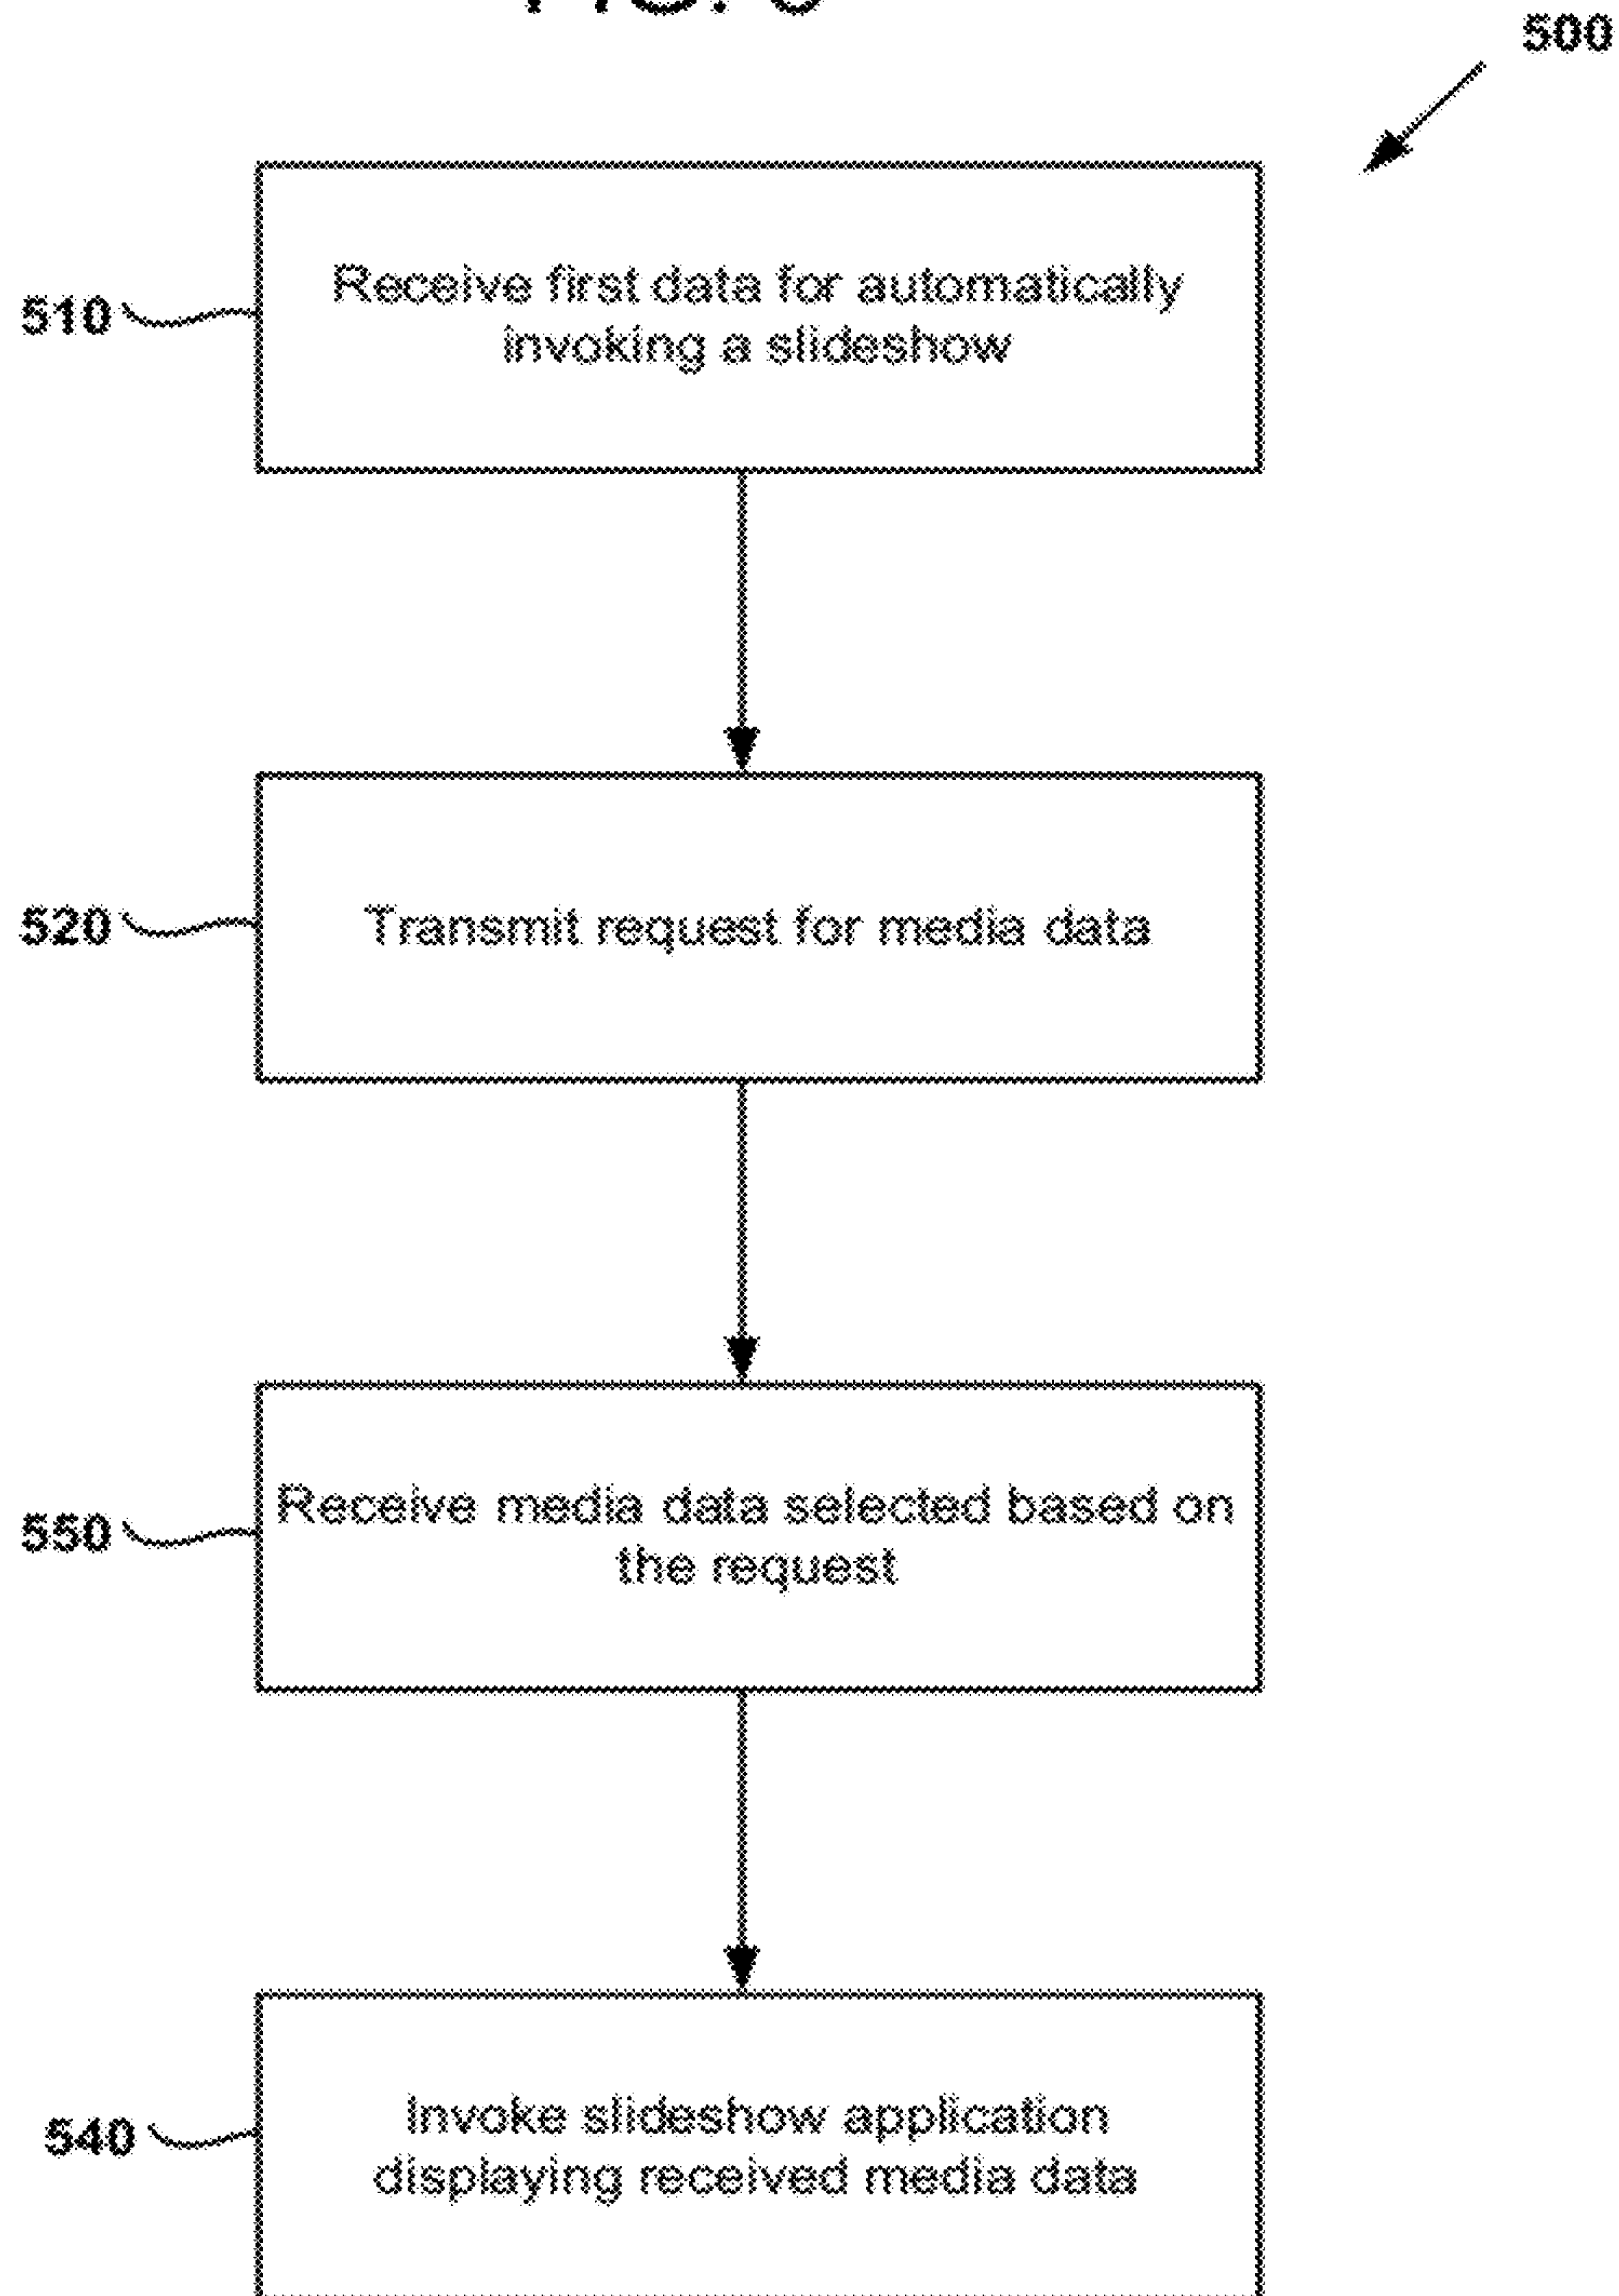 500
510
Receive first data for automatically
invoking a slideshow
520
Transmit request for media data
550
Receive media data selected based on
the request
540
Invoke slideshow application
displaying received media data